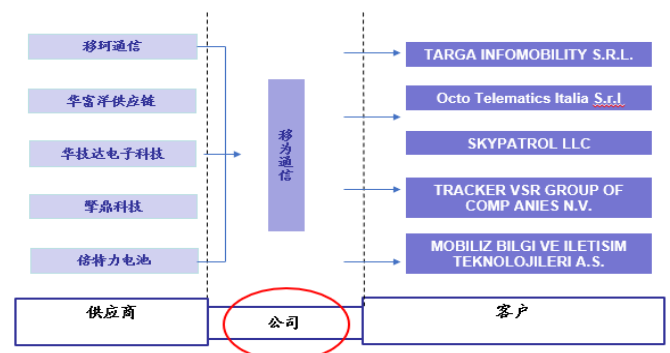 移珂通信
华富洋供应链
华技达电子科技
擎鼎科技
倍特力电池
移为通信
TARGA INFOMOBILITY S.R.L.
Octo Telematics Italia S.r.l
SKYPATROL LLC
TRACKER VSR GROUP OF
COMP ANIES N.V.
MOBILIZ BILGI VE ILETISIM
TEKNOLOJILERI A.S.
供应商
公司
客户